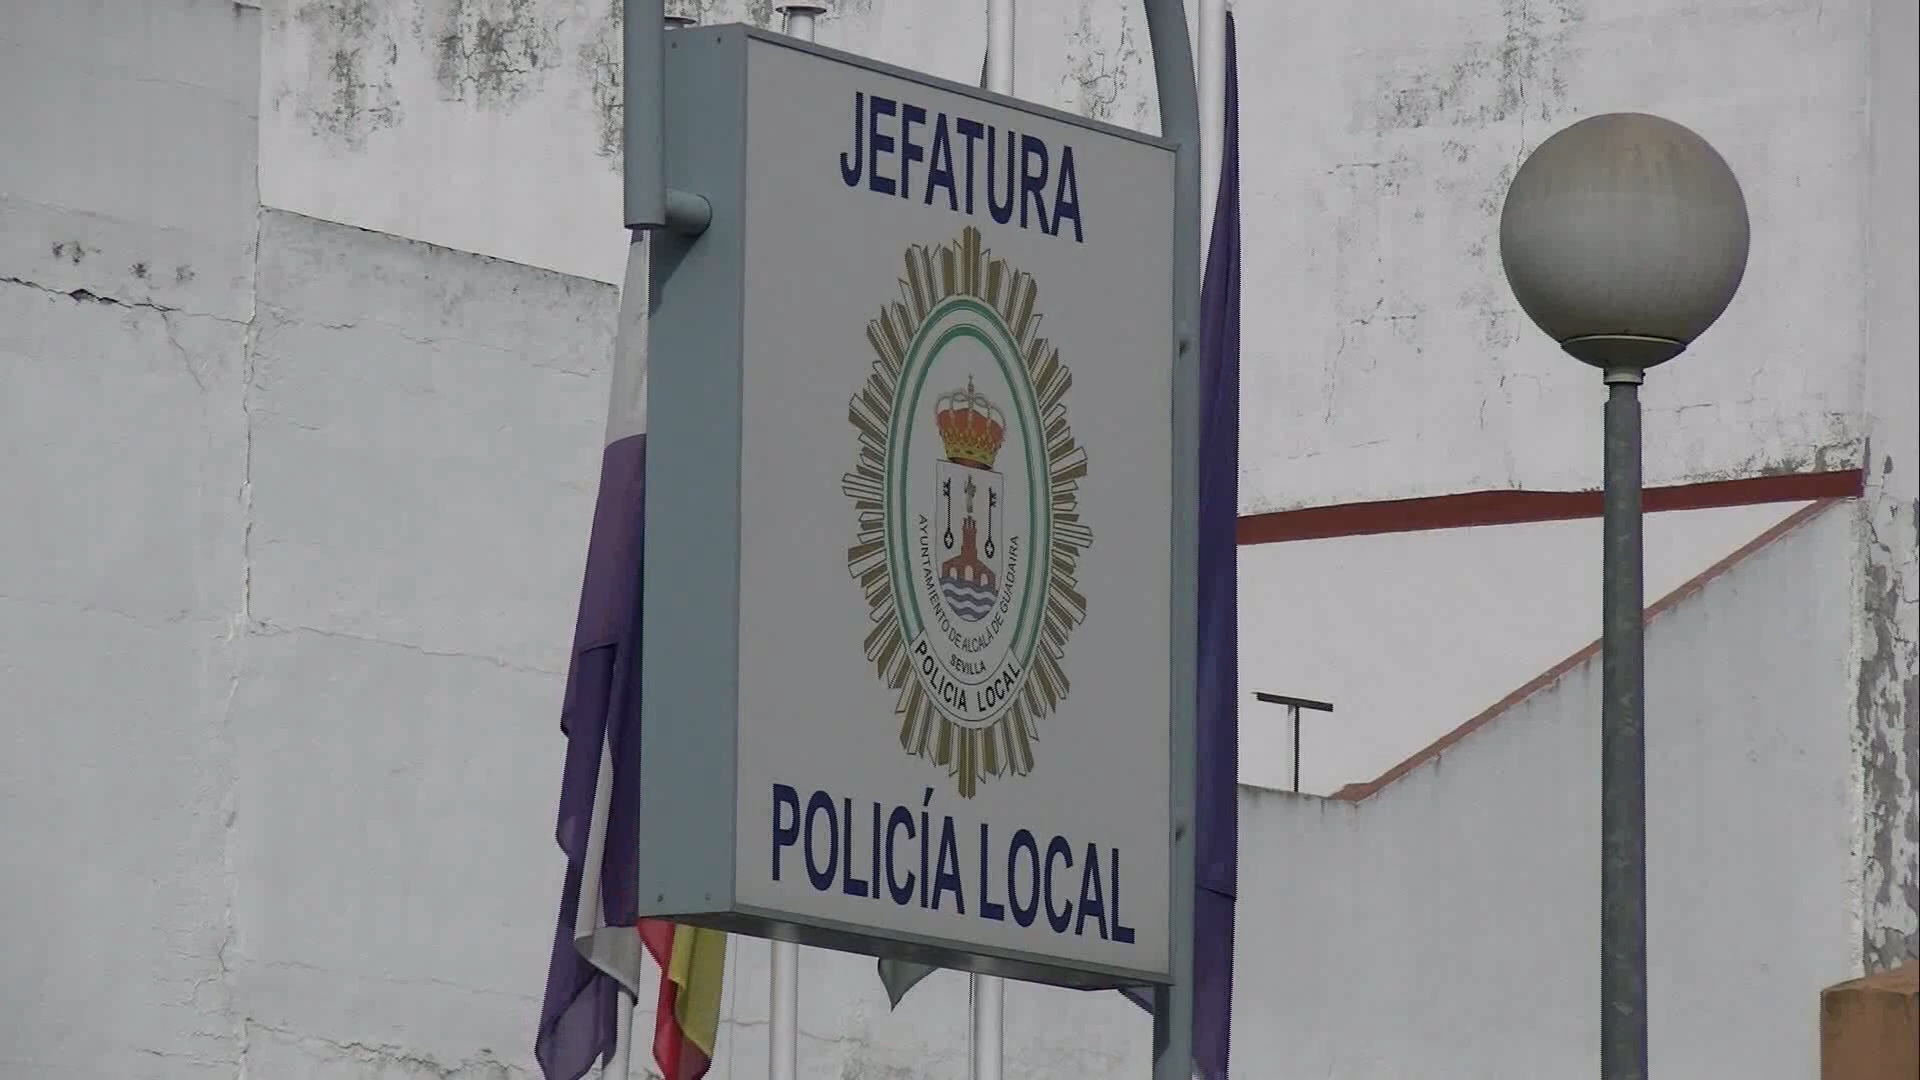 JEFATURA
AYUNTAMIENTO DE ALCALÁ DE GUADAIRA
SEVILLA
POLICIA LOCAL
POLICÍA LOCAL